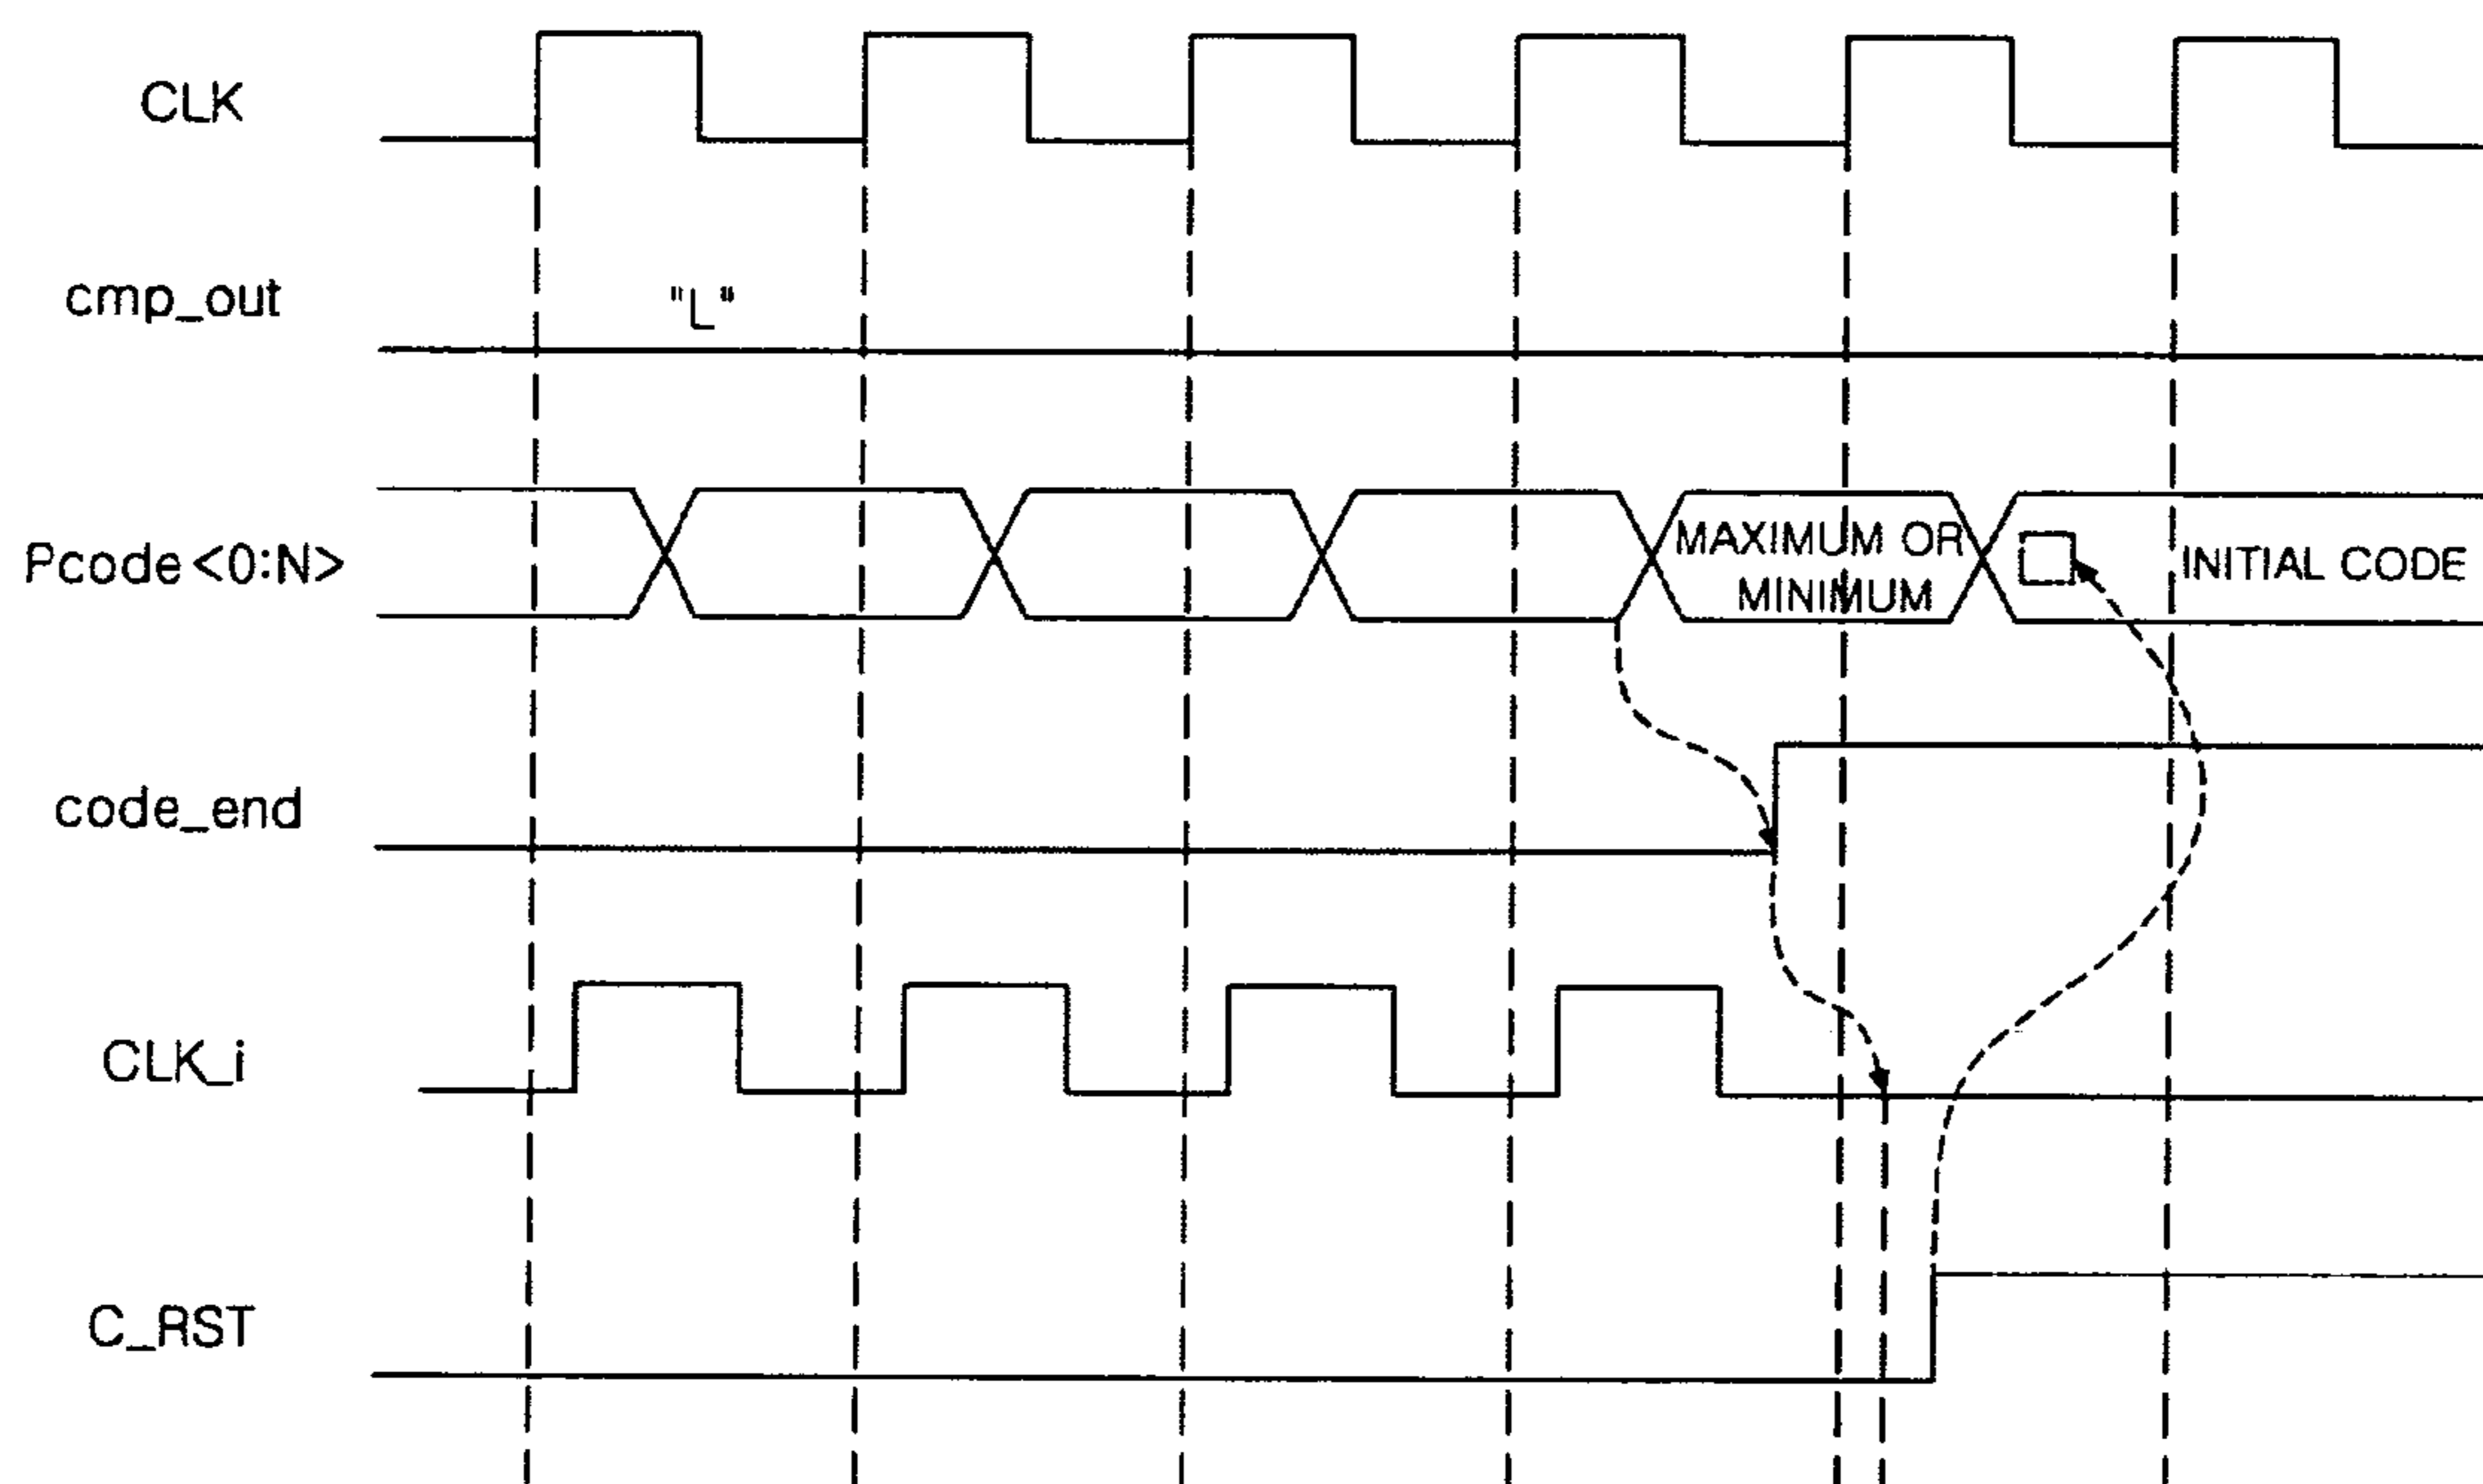 CLK
cmp_out
"L"
Pcode<0:N>
MAXIMUM OR
MINIMUM
INITIAL CODE
code_end
CLK_i
C_RST